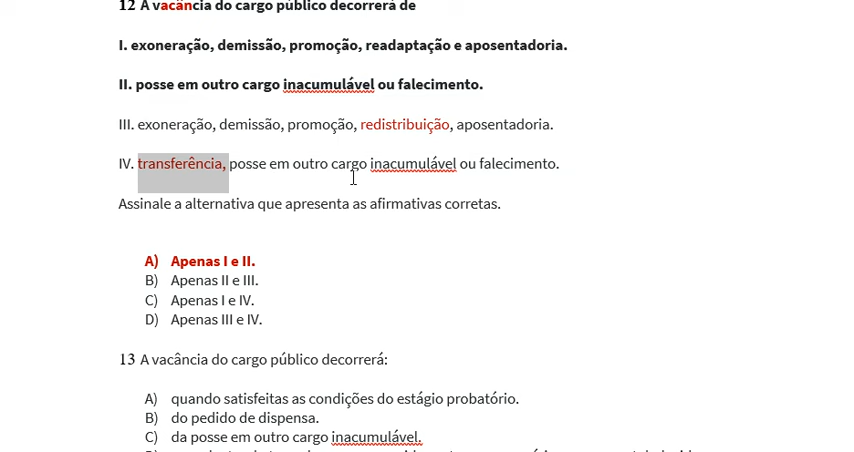 12 A vacância do cargo público decorrerá de
I. exoneração, demissão, promoção, readaptação e aposentadoria.
II. posse em outro cargo inacumulável ou falecimento.
III. exoneração, demissão, promoção, redistribuição, aposentadoria.
IV. transferência, posse em outro cargo inacumulável ou falecimento.
Assinale a alternativa que apresenta as afirmativas corretas.
A) Apenas I e II.
B) Apenas II e III.
C) Apenas I e IV.
D) Apenas III e IV.
13 A vacância do cargo público decorrerá:
A) quando satisfeitas as condições do estágio probatório.
B) do pedido de dispensa.
C) da posse em outro cargo inacumulável.